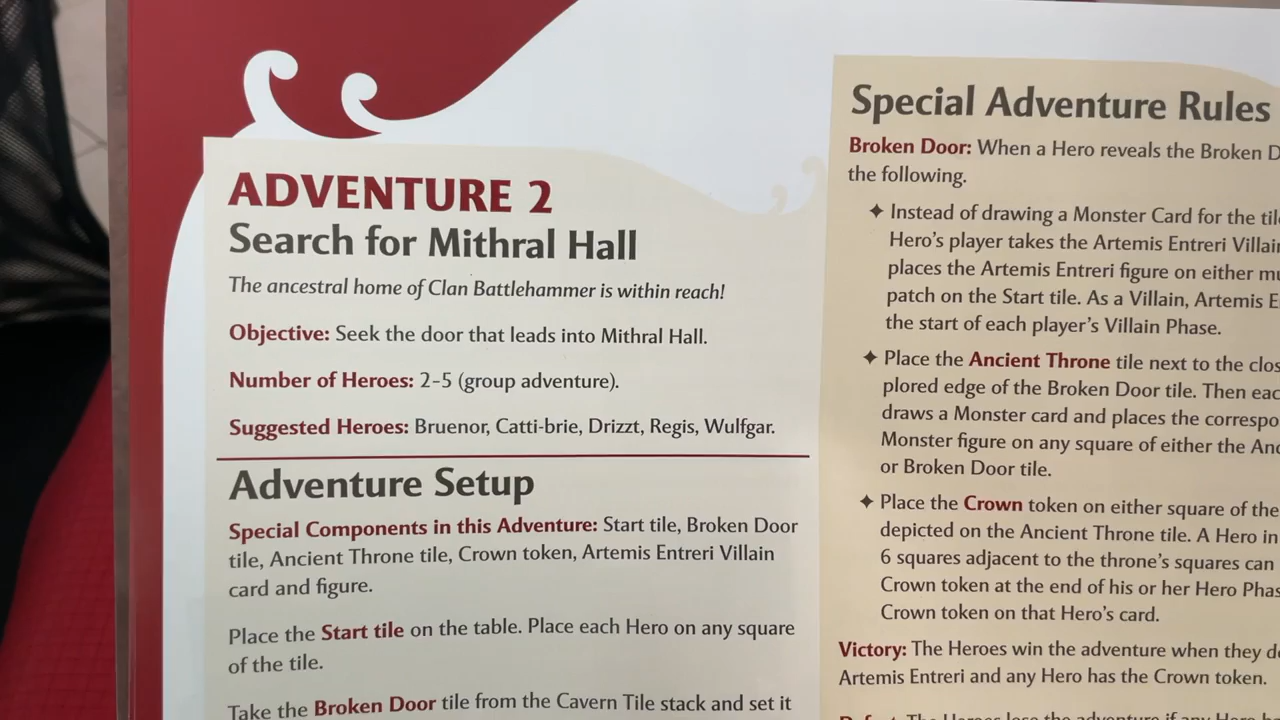 ADVENTURE 2
Search for Mithral Hall
The ancestral home of Clan Battlehammer is within reach!
Objective: Seek the door that leads into Mithral Hall.
Number of Heroes: 2-5 (group adventure).
Suggested Heroes: Bruenor, Catti-brie, Drizzt, Regis, Wulfgar.
Adventure Setup
Special Components in this Adventure: Start tile, Broken Door
tile, Ancient Throne tile, Crown token, Artemis Entreri Villain
card and figure.
Place the Start tile on the table. Place each Hero on any square
of the tile.
Take the Broken Door tile from the Cavern Tile stack and set it
Special Adventure Rules
Broken Door: When a Hero reveals the Broken D
the following.
✦ Instead of drawing a Monster Card for the til
Hero's player takes the Artemis Entreri Villai
places the Artemis Entreri figure on either mu
patch on the Start tile. As a Villain, Artemis E
the start of each player's Villain Phase.
✦ Place the Ancient Throne tile next to the clos
plored edge of the Broken Door tile. Then eac
draws a Monster card and places the correspo
Monster figure on any square of either the Anc
or Broken Door tile.
✦ Place the Crown token on either square of the
depicted on the Ancient Throne tile. A Hero in
6 squares adjacent to the throne's squares can
Crown token at the end of his or her Hero Phas
Crown token on that Hero's card.
Victory: The Heroes win the adventure when they de
Artemis Entreri and any Hero has the Crown token.